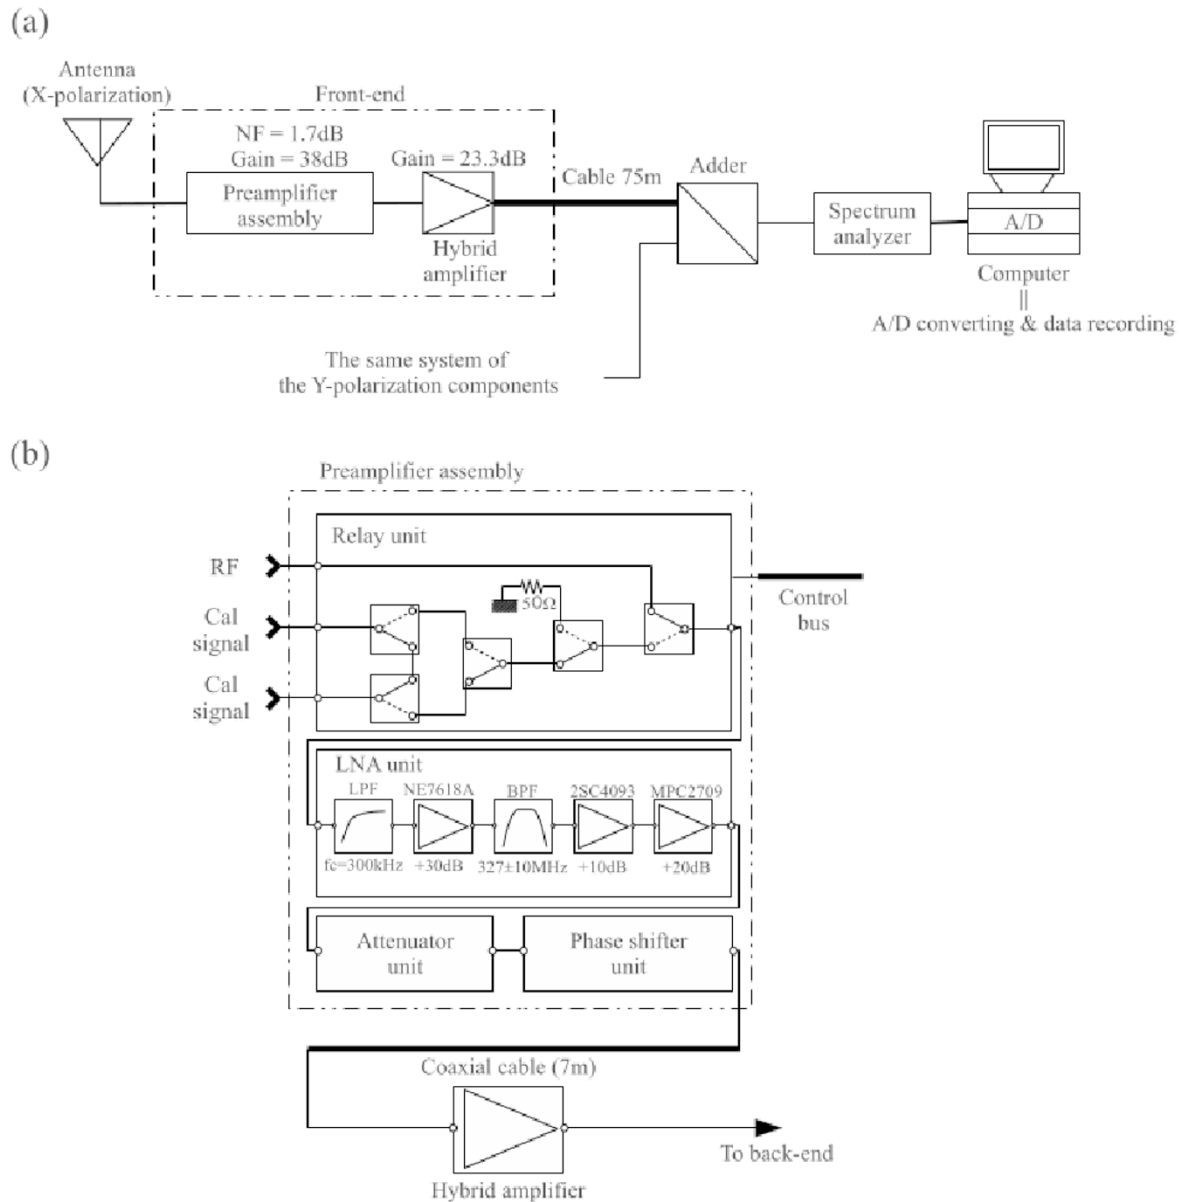 (a)
Antenna
(X-polarization)
Front-end
NF = 1.7dB
Gain = 38dB
Preamplifier
assembly
Gain = 23.3dB
Hybrid
amplifier
Cable 75m
Adder
Spectrum
analyzer
A/D
Computer
||
A/D converting & data recording
The same system of
the Y-polarization components
(b)
Preamplifier assembly
Relay unit
RF
Cal
signal
Cal
signal
50Ω
Control
bus
LNA unit
LPF NE7618A BPF 2SC4093 MPC2709
fc=300kHz +30dB 327±10MHz +10dB +20dB
Attenuator
unit
Phase shifter
unit
Coaxial cable (7m)
Hybrid amplifier
To back-end